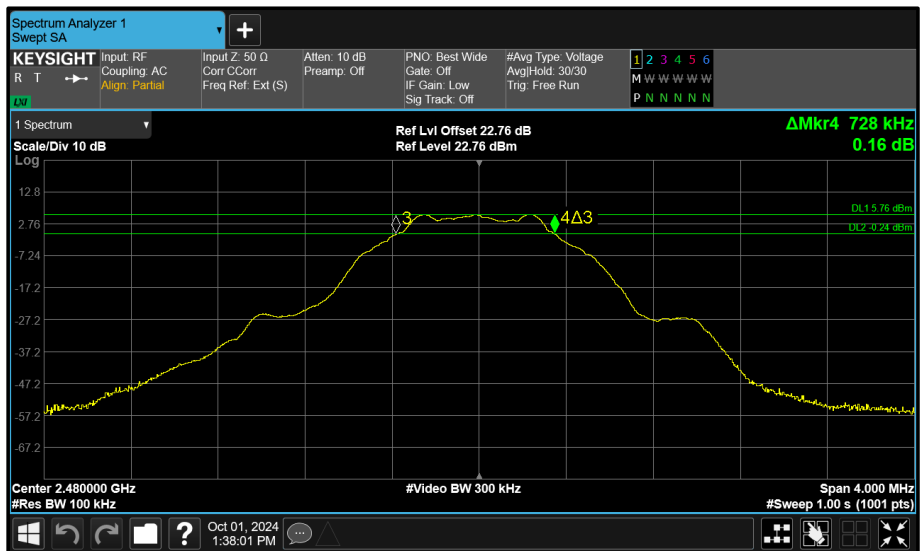 Spectrum Analyzer 1
Swept SA
+
KEYSIGHT
R T
LXI
Input: RF
Coupling: AC
Align: Partial
Input Z: 50 Ω
Corr CCorr
Freq Ref: Ext (S)
Atten: 10 dB
Preamp: Off
PNO: Best Wide
Gate: Off
IF Gain: Low
Sig Track: Off
#Avg Type: Voltage
Avg|Hold: 30/30
Trig: Free Run
1 2 3 4 5 6
M W W W W W
P N N N N N
1 Spectrum
Scale/Div 10 dB
Ref Lvl Offset 22.76 dB
Ref Level 22.76 dBm
ΔMkr4 728 kHz
0.16 dB
Log
12.8
2.76
-7.24
-17.2
-27.2
-37.2
-47.2
-57.2
-67.2
3
4Δ3
DL1 5.76 dBm
DL2 -0.24 dBm
Center 2.480000 GHz
#Res BW 100 kHz
#Video BW 300 kHz
Span 4.000 MHz
#Sweep 1.00 s (1001 pts)
?
Oct 01, 2024
1:38:01 PM